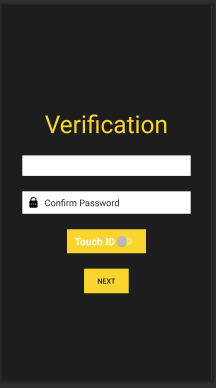 Verification
Confirm Password
Touch ID
NEXT